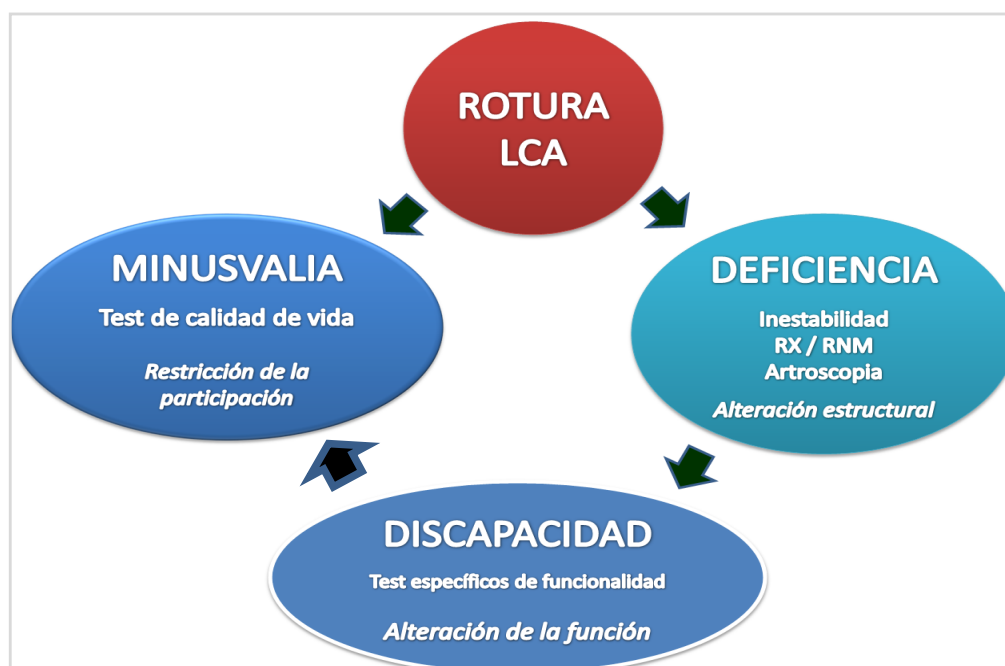 ROTURA
LCA
MINUSVALIA
Test de calidad de vida
Restricción de la
participación
DEFICIENCIA
Inestabilidad
RX / RNM
Artroscopia
Alteración estructural
DISCAPACIDAD
Test específicos de funcionalidad
Alteración de la función